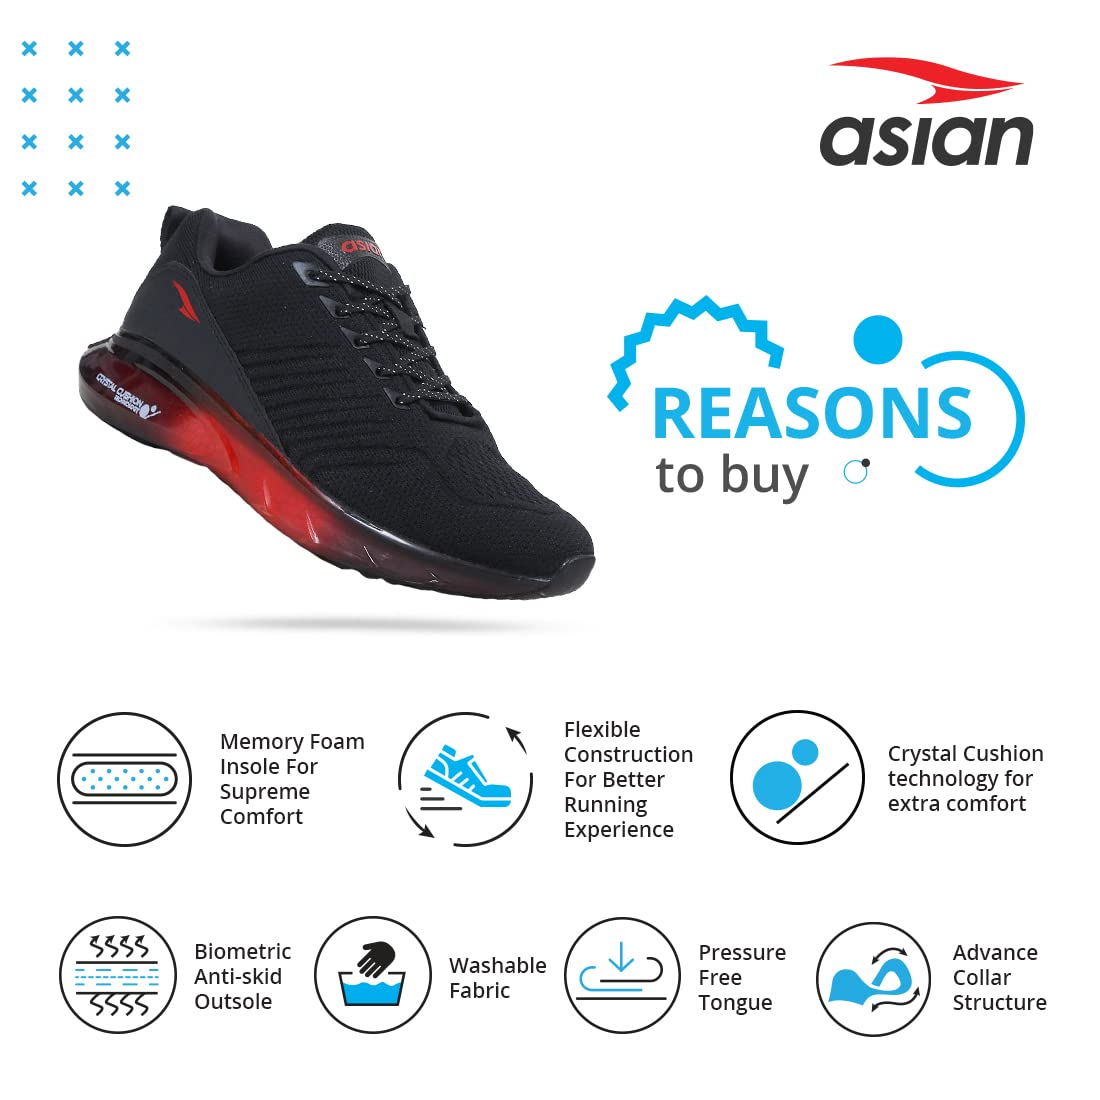 asian
asian
CRYSTAL CUSHION
REASONS
to buy
Memory Foam
Insole For
Supreme
Comfort
Flexible
Construction
For Better
Running
Experience
Crystal Cushion
technology for
extra comfort
Biometric
Anti-skid
Outsole
Washable
Fabric
Pressure
Free
Tongue
Advance
Collar
Structure